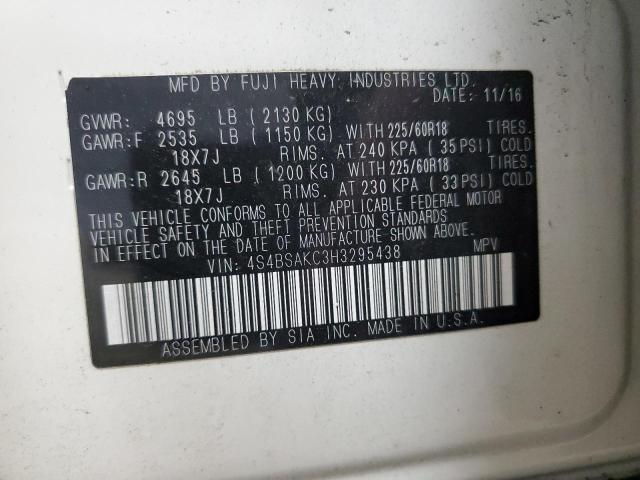 MFD BY FUJI HEAVY INDUSTRIES LTD.
DATE: 11/16
GVWR: 4695 LB (2130 KG)
GAWR:F 2535 LB (1150 KG) WITH 225/60R18 TIRES.
18X7J RIMS. AT 240 KPA (35 PSI) COLD
GAWR:R 2645 LB (1200 KG) WITH 225/60R18 TIRES.
18X7J RIMS. AT 230 KPA (33 PSI) COLD
THIS VEHICLE CONFORMS TO ALL APPLICABLE FEDERAL MOTOR
VEHICLE SAFETY AND THEFT PREVENTION STANDARDS
IN EFFECT ON THE DATE OF MANUFACTURE SHOWN ABOVE.
VIN: 4S4BSAKC3H3295438 MPV
ASSEMBLED BY SIA INC. MADE IN U.S.A.